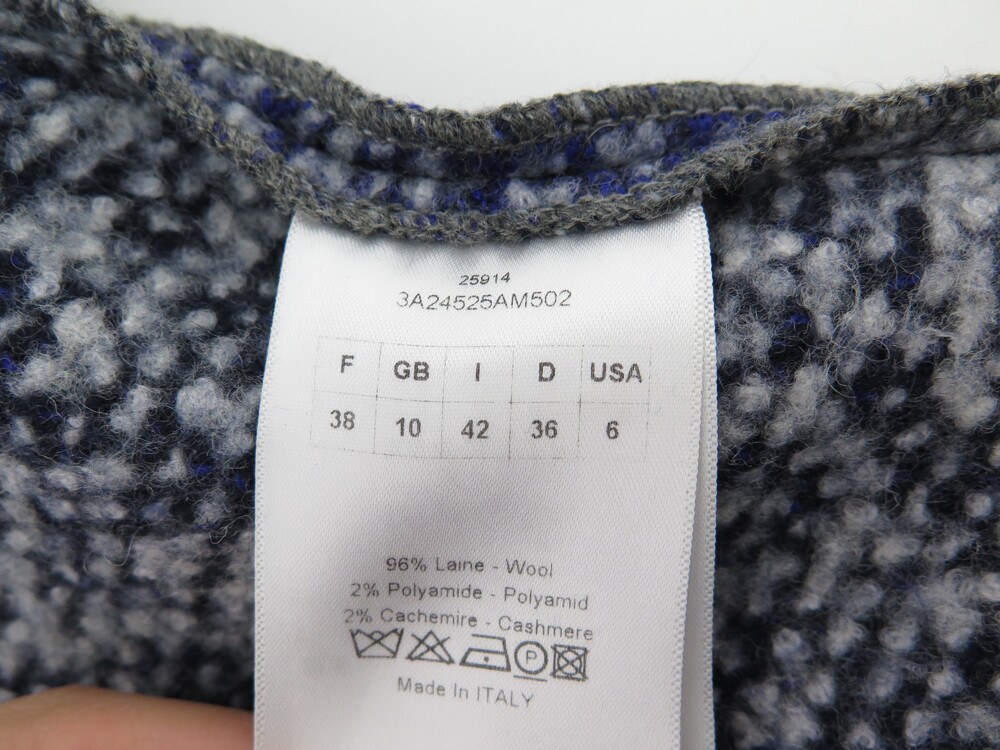 25914
3A24525AM502
F GB I D USA
38 10 42 36 6
96% Laine - Wool
2% Polyamide - Polyamid
2% Cachemire - Cashmere
P
Made In ITALY